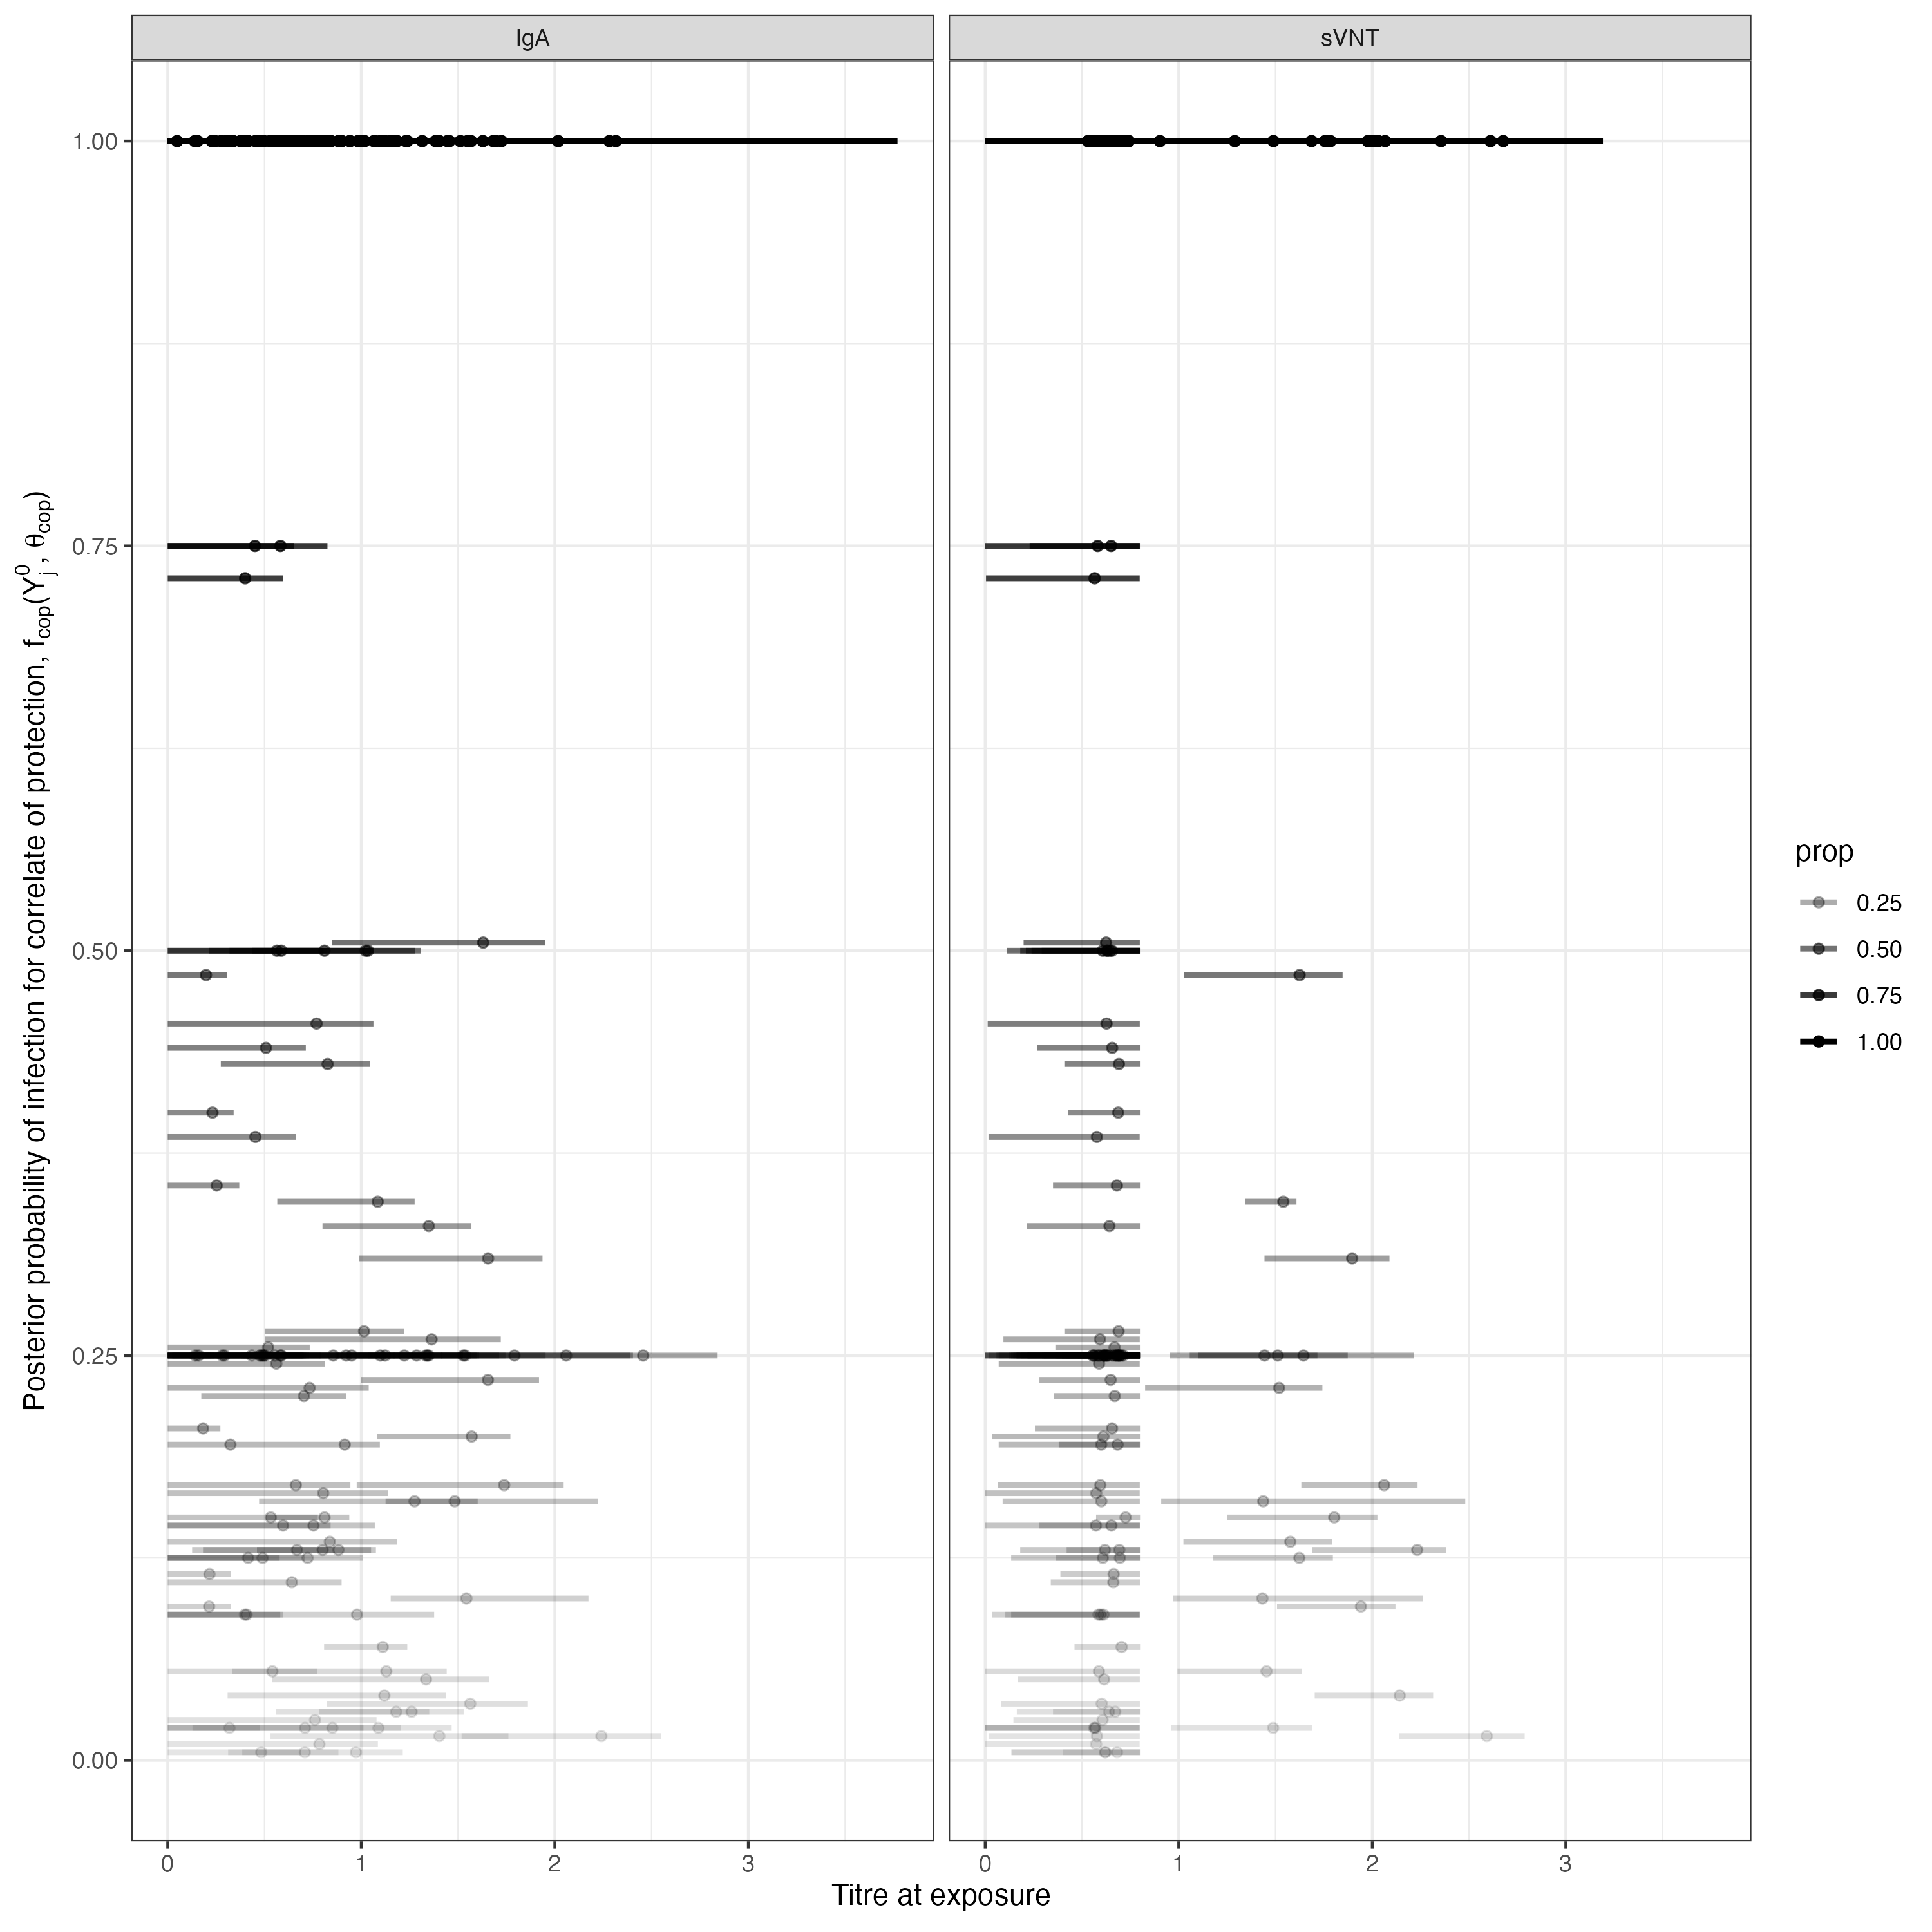 IgA
sVNT
Posterior probability of infection for correlate of protection, f_cop(Y_j^0, θ_cop)
1.00
0.75
0.50
0.25
0.00
0 1 2 3
0 1 2 3
Titre at exposure
prop
0.25
0.50
0.75
1.00